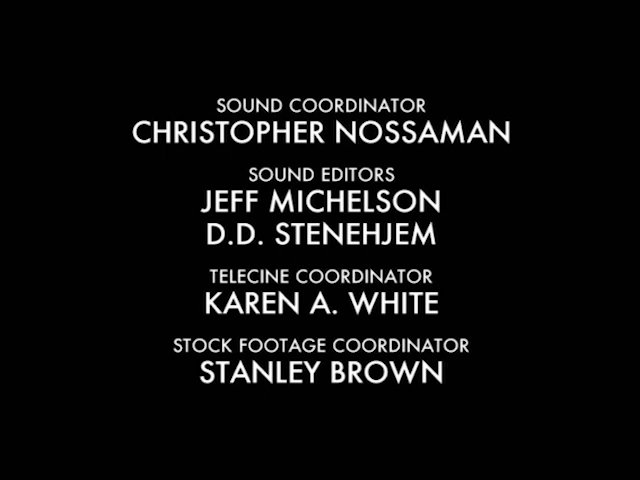 SOUND COORDINATOR
CHRISTOPHER NOSSAMAN
SOUND EDITORS
JEFF MICHELSON
D.D. STENEHJEM
TELECINE COORDINATOR
KAREN A. WHITE
STOCK FOOTAGE COORDINATOR
STANLEY BROWN